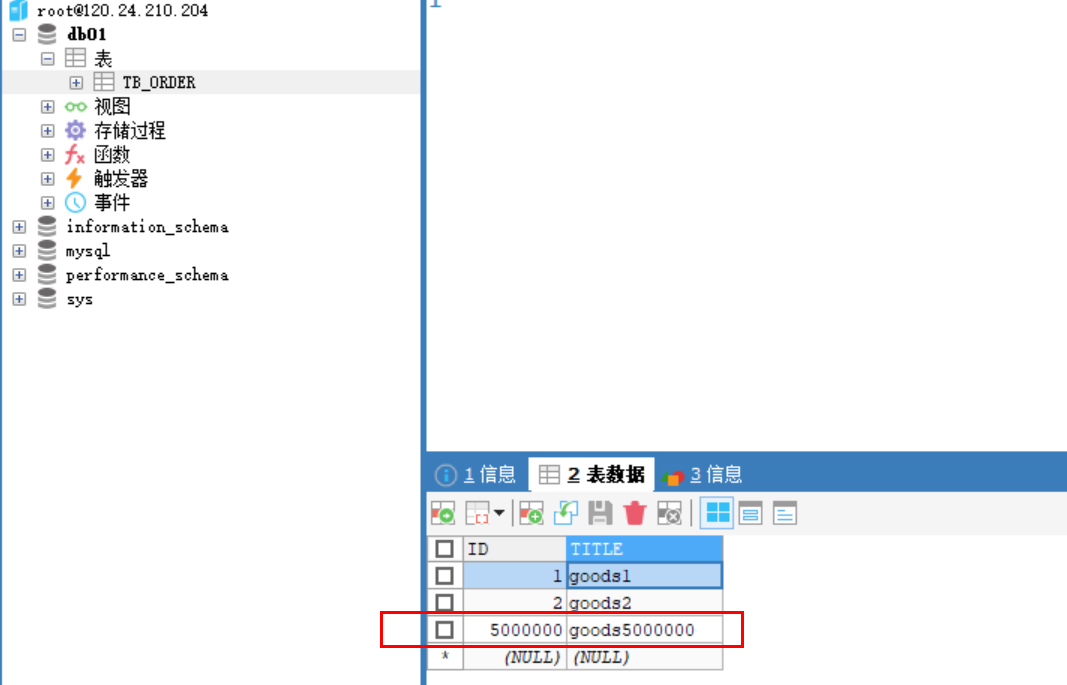 root@120.24.210.204
db01
表
TB_ORDER
视图
存储过程
函数
触发器
事件
information_schema
mysql
performance_schema
sys
1
1 信息 2 表数据 3 信息
ID TITLE
1 goods1
2 goods2
5000000 goods5000000
* (NULL) (NULL)